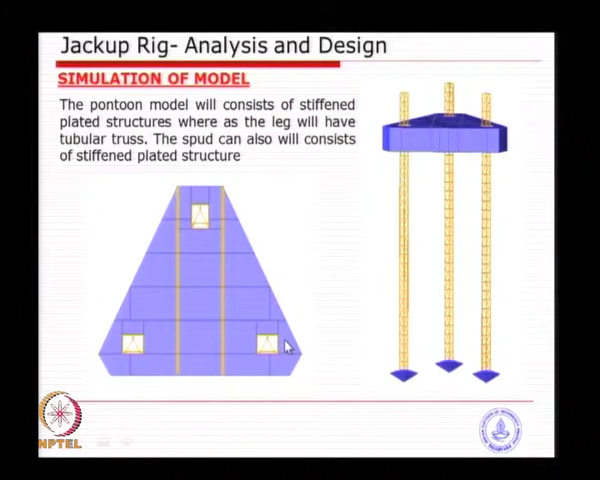 Jackup Rig- Analysis and Design
SIMULATION OF MODEL
The pontoon model will consists of stiffened
plated structures where as the leg will have
tubular truss. The spud can also will consists
of stiffened plated structure
NPTEL